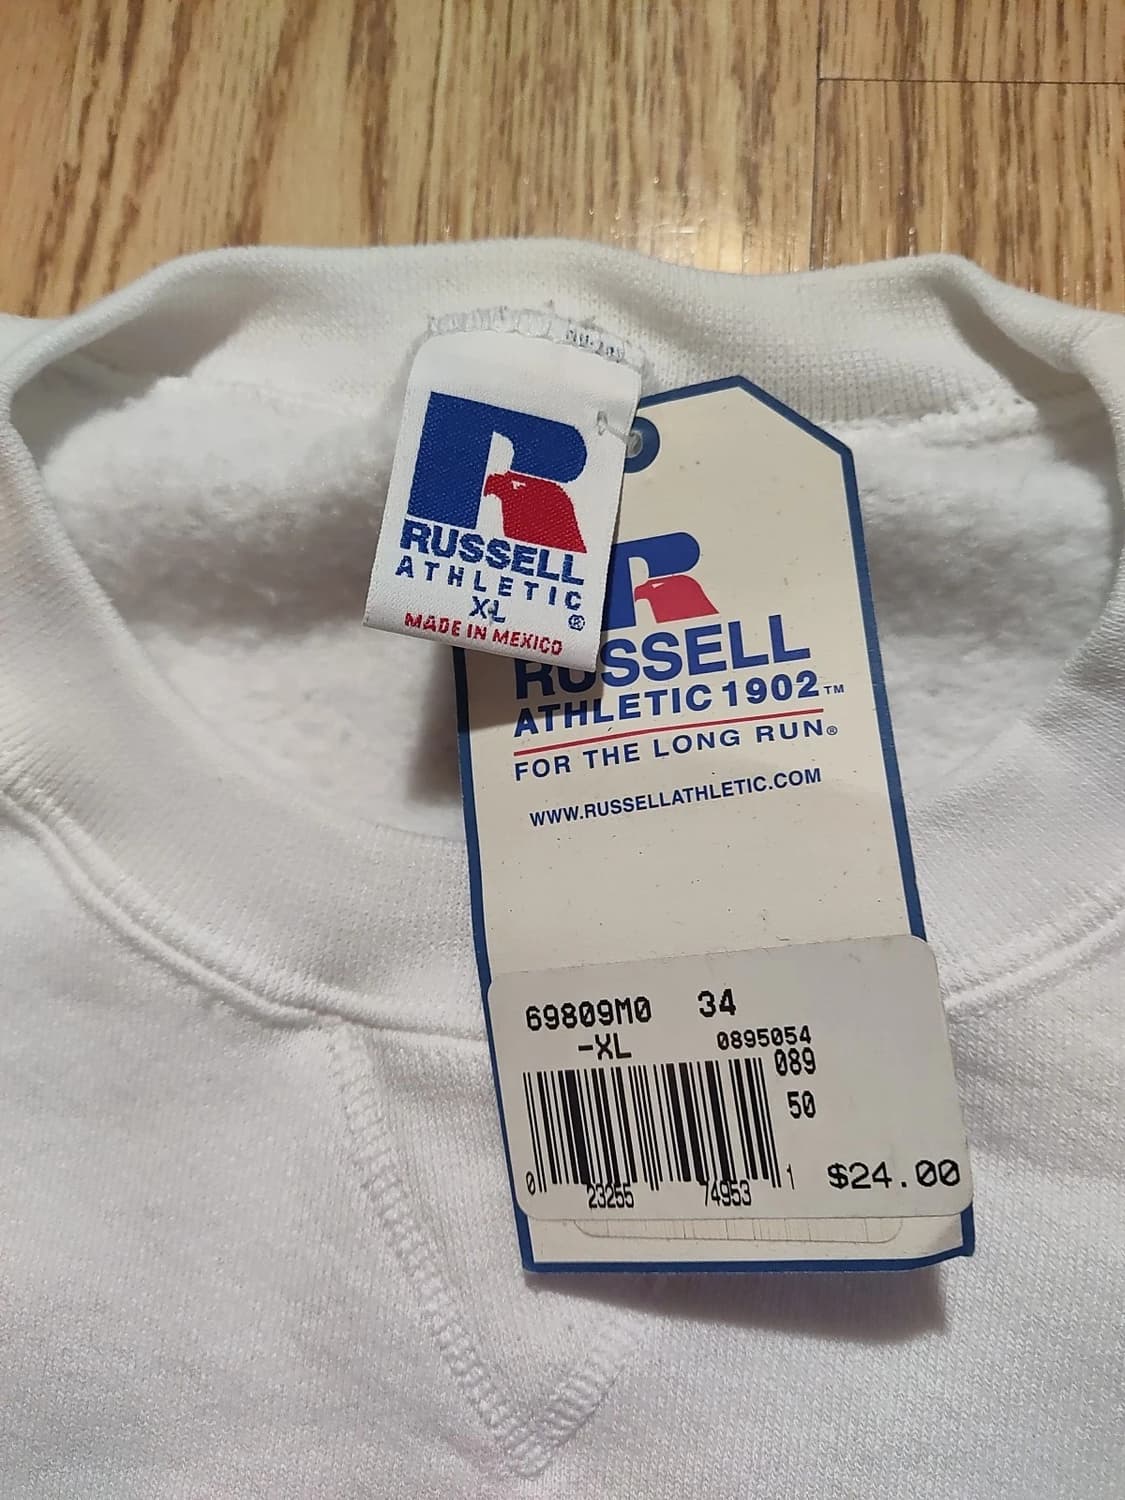 RUSSELL
ATHLETIC
XL ®
MADE IN MEXICO
RUSSELL
ATHLETIC 1902™
FOR THE LONG RUN®
WWW.RUSSELLATHLETIC.COM
69809M0 34
-XL 0895054
089
50
0 23255 74953 1 $24.00